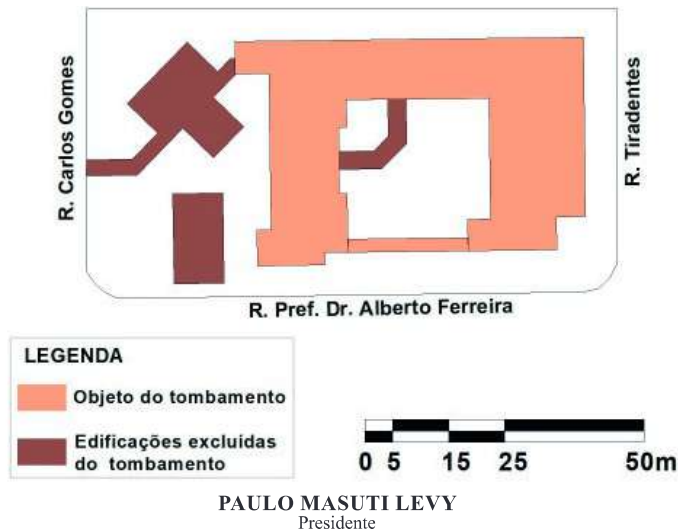 R. Carlos Gomes
R. Tiradentes
R. Pref. Dr. Alberto Ferreira
LEGENDA
Objeto do tombamento
Edificações excluidas
do tombamento
0 5 15 25 50m
PAULO MASUTI LEVY
Presidente